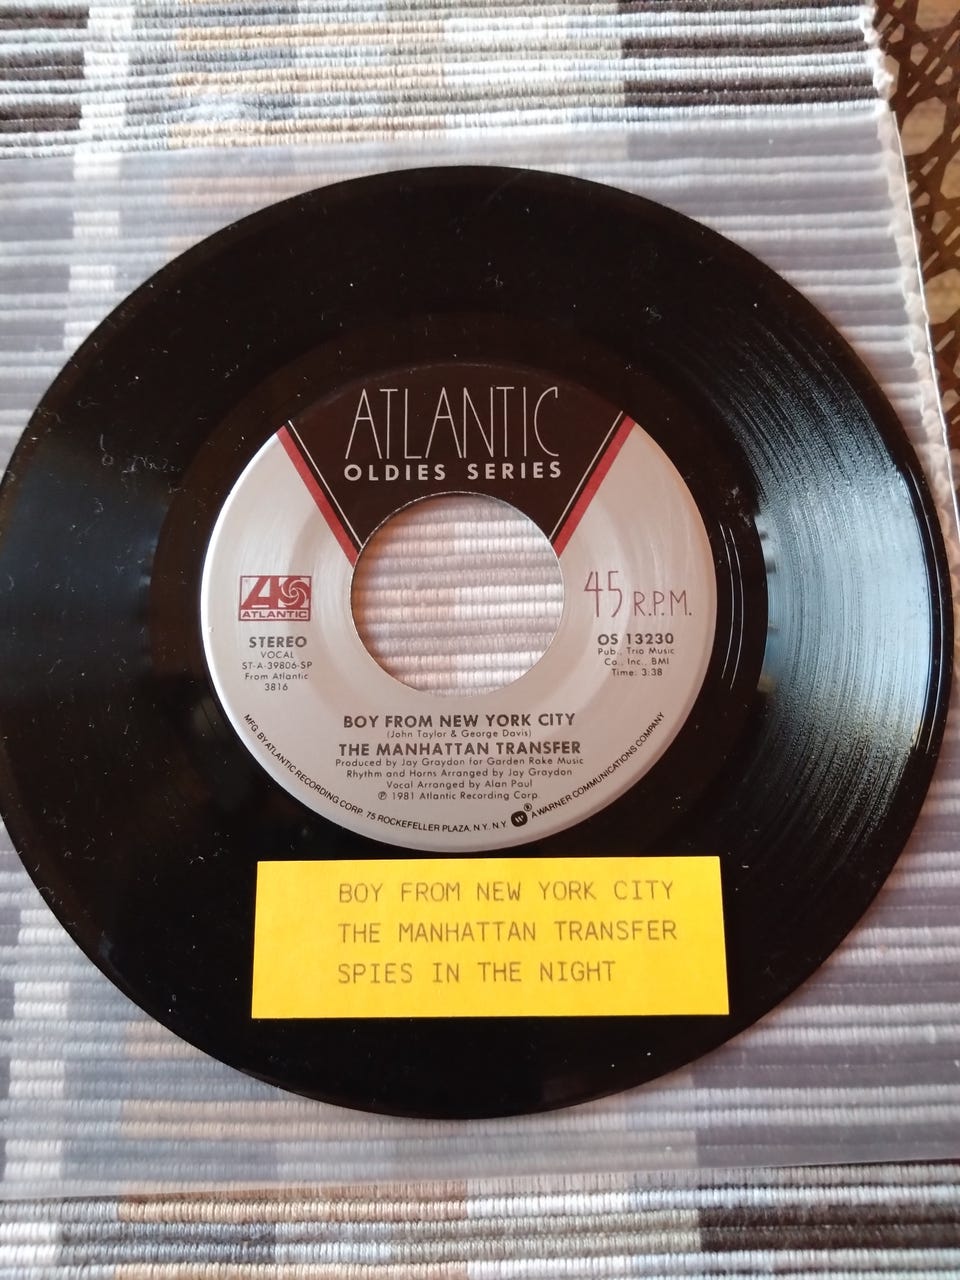 ATLANTIC
OLDIES SERIES
ATLANTIC
STEREO
VOCAL
ST-A-39806-SP
From Atlantic
3816
45 R.P.M.
OS 13230
Pub., Trio Music
Co., Inc., BMI
Time: 3:38
BOY FROM NEW YORK CITY
(John Taylor & George Davis)
THE MANHATTAN TRANSFER
Produced by Jay Graydon for Garden Rake Music
Rhythm and Horns Arranged by Jay Graydon
Vocal Arranged by Alan Paul
℗ 1981 Atlantic Recording Corp.
MFG. BY ATLANTIC RECORDING CORP. 75 ROCKEFELLER PLAZA, N.Y. N.Y. ® A WARNER COMMUNICATIONS COMPANY
BOY FROM NEW YORK CITY
THE MANHATTAN TRANSFER
SPIES IN THE NIGHT